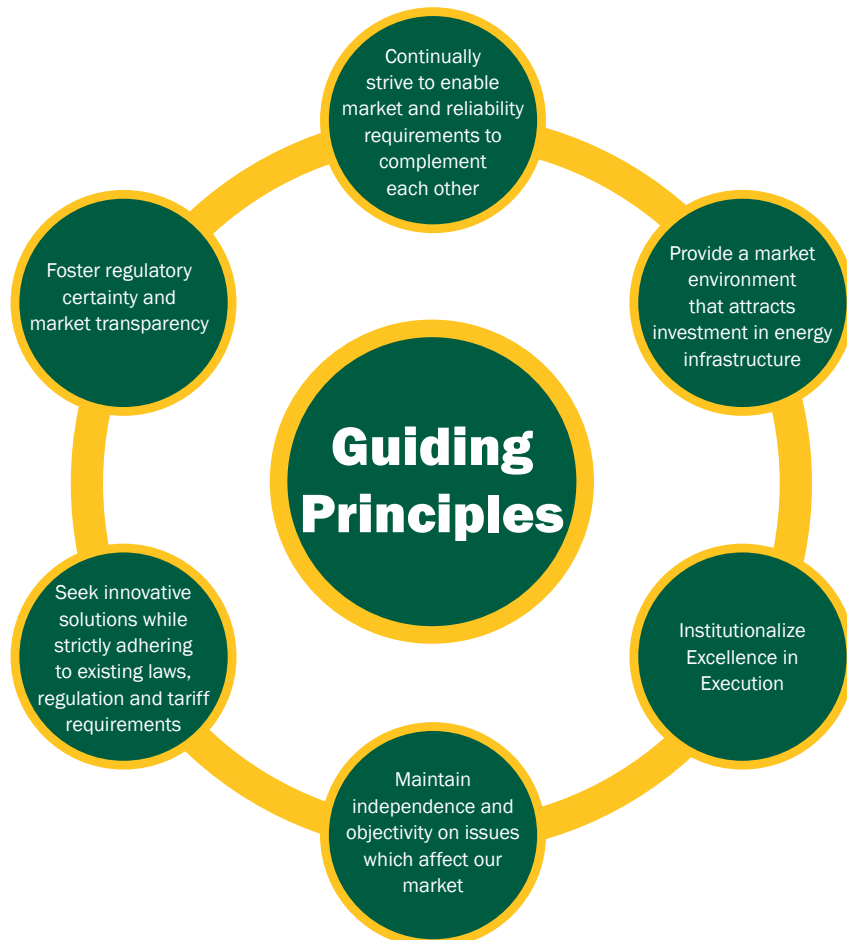 Continually
strive to enable
market and reliability
requirements to
complement
each other
Provide a market
environment
that attracts
investment in energy
infrastructure
Institutionalize
Excellence in
Execution
Maintain
independence and
objectivity on issues
which affect our
market
Seek innovative
solutions while
strictly adhering
to existing laws,
regulation and tariff
requirements
Foster regulatory
certainty and
market transparency
Guiding
Principles